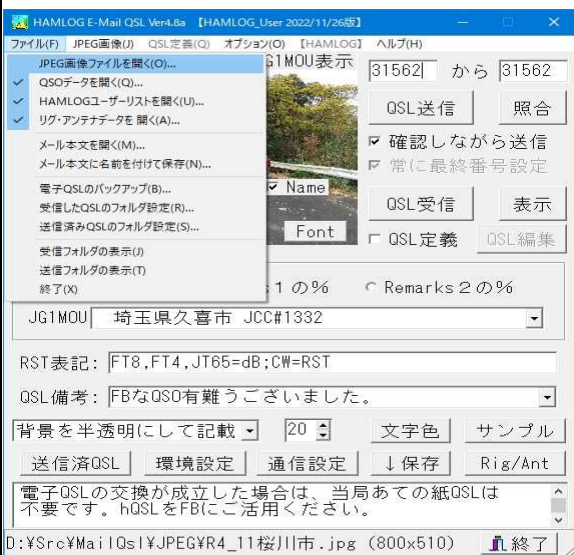 HAMLOG E-Mail QSL Ver4.8a 【HAMLOG_User 2022/11/26版】
ファイル(F) JPEG画像(J) QSL定義(Q) オプション(O) 【HAMLOG】 ヘルプ(H)
JPEG画像ファイルを開く(O)...
QSOデータを開く(Q)...
HAMLOGユーザーリストを開く(U)...
リグ・アンテナデータを 開く(A)...
メール本文を開く(M)...
メール本文に名前を付けて保存(N)...
電子QSLのバックアップ(B)...
受信したQSLのフォルダ設定(R)...
送信済みQSLのフォルダ設定(S)...
受信フォルダの表示(J)
送信フォルダの表示(T)
終了(X)
G1MOU表示
31562 から 31562
QSL送信 照合
確認しながら送信
常に最終番号設定
Name
QSL受信 表示
Font
QSL定義 QSL編集
1の% Remarks2の%
JG1MOU 埼玉県久喜市 JCC#1332
RST表記: FT8,FT4,JT65=dB;CW=RST
QSL備考: FBなQSO有難うございました。
背景を半透明にして記載 20 文字色 サンプル
送信済QSL 環境設定 通信設定 ↓保存 Rig/Ant
電子QSLの交換が成立した場合は、当局あての紙QSLは
不要です。hQSLをFBにご活用ください。
D:¥Src¥MailQsl¥JPEG¥R4_11桜川市.jpg (800x510) 終了